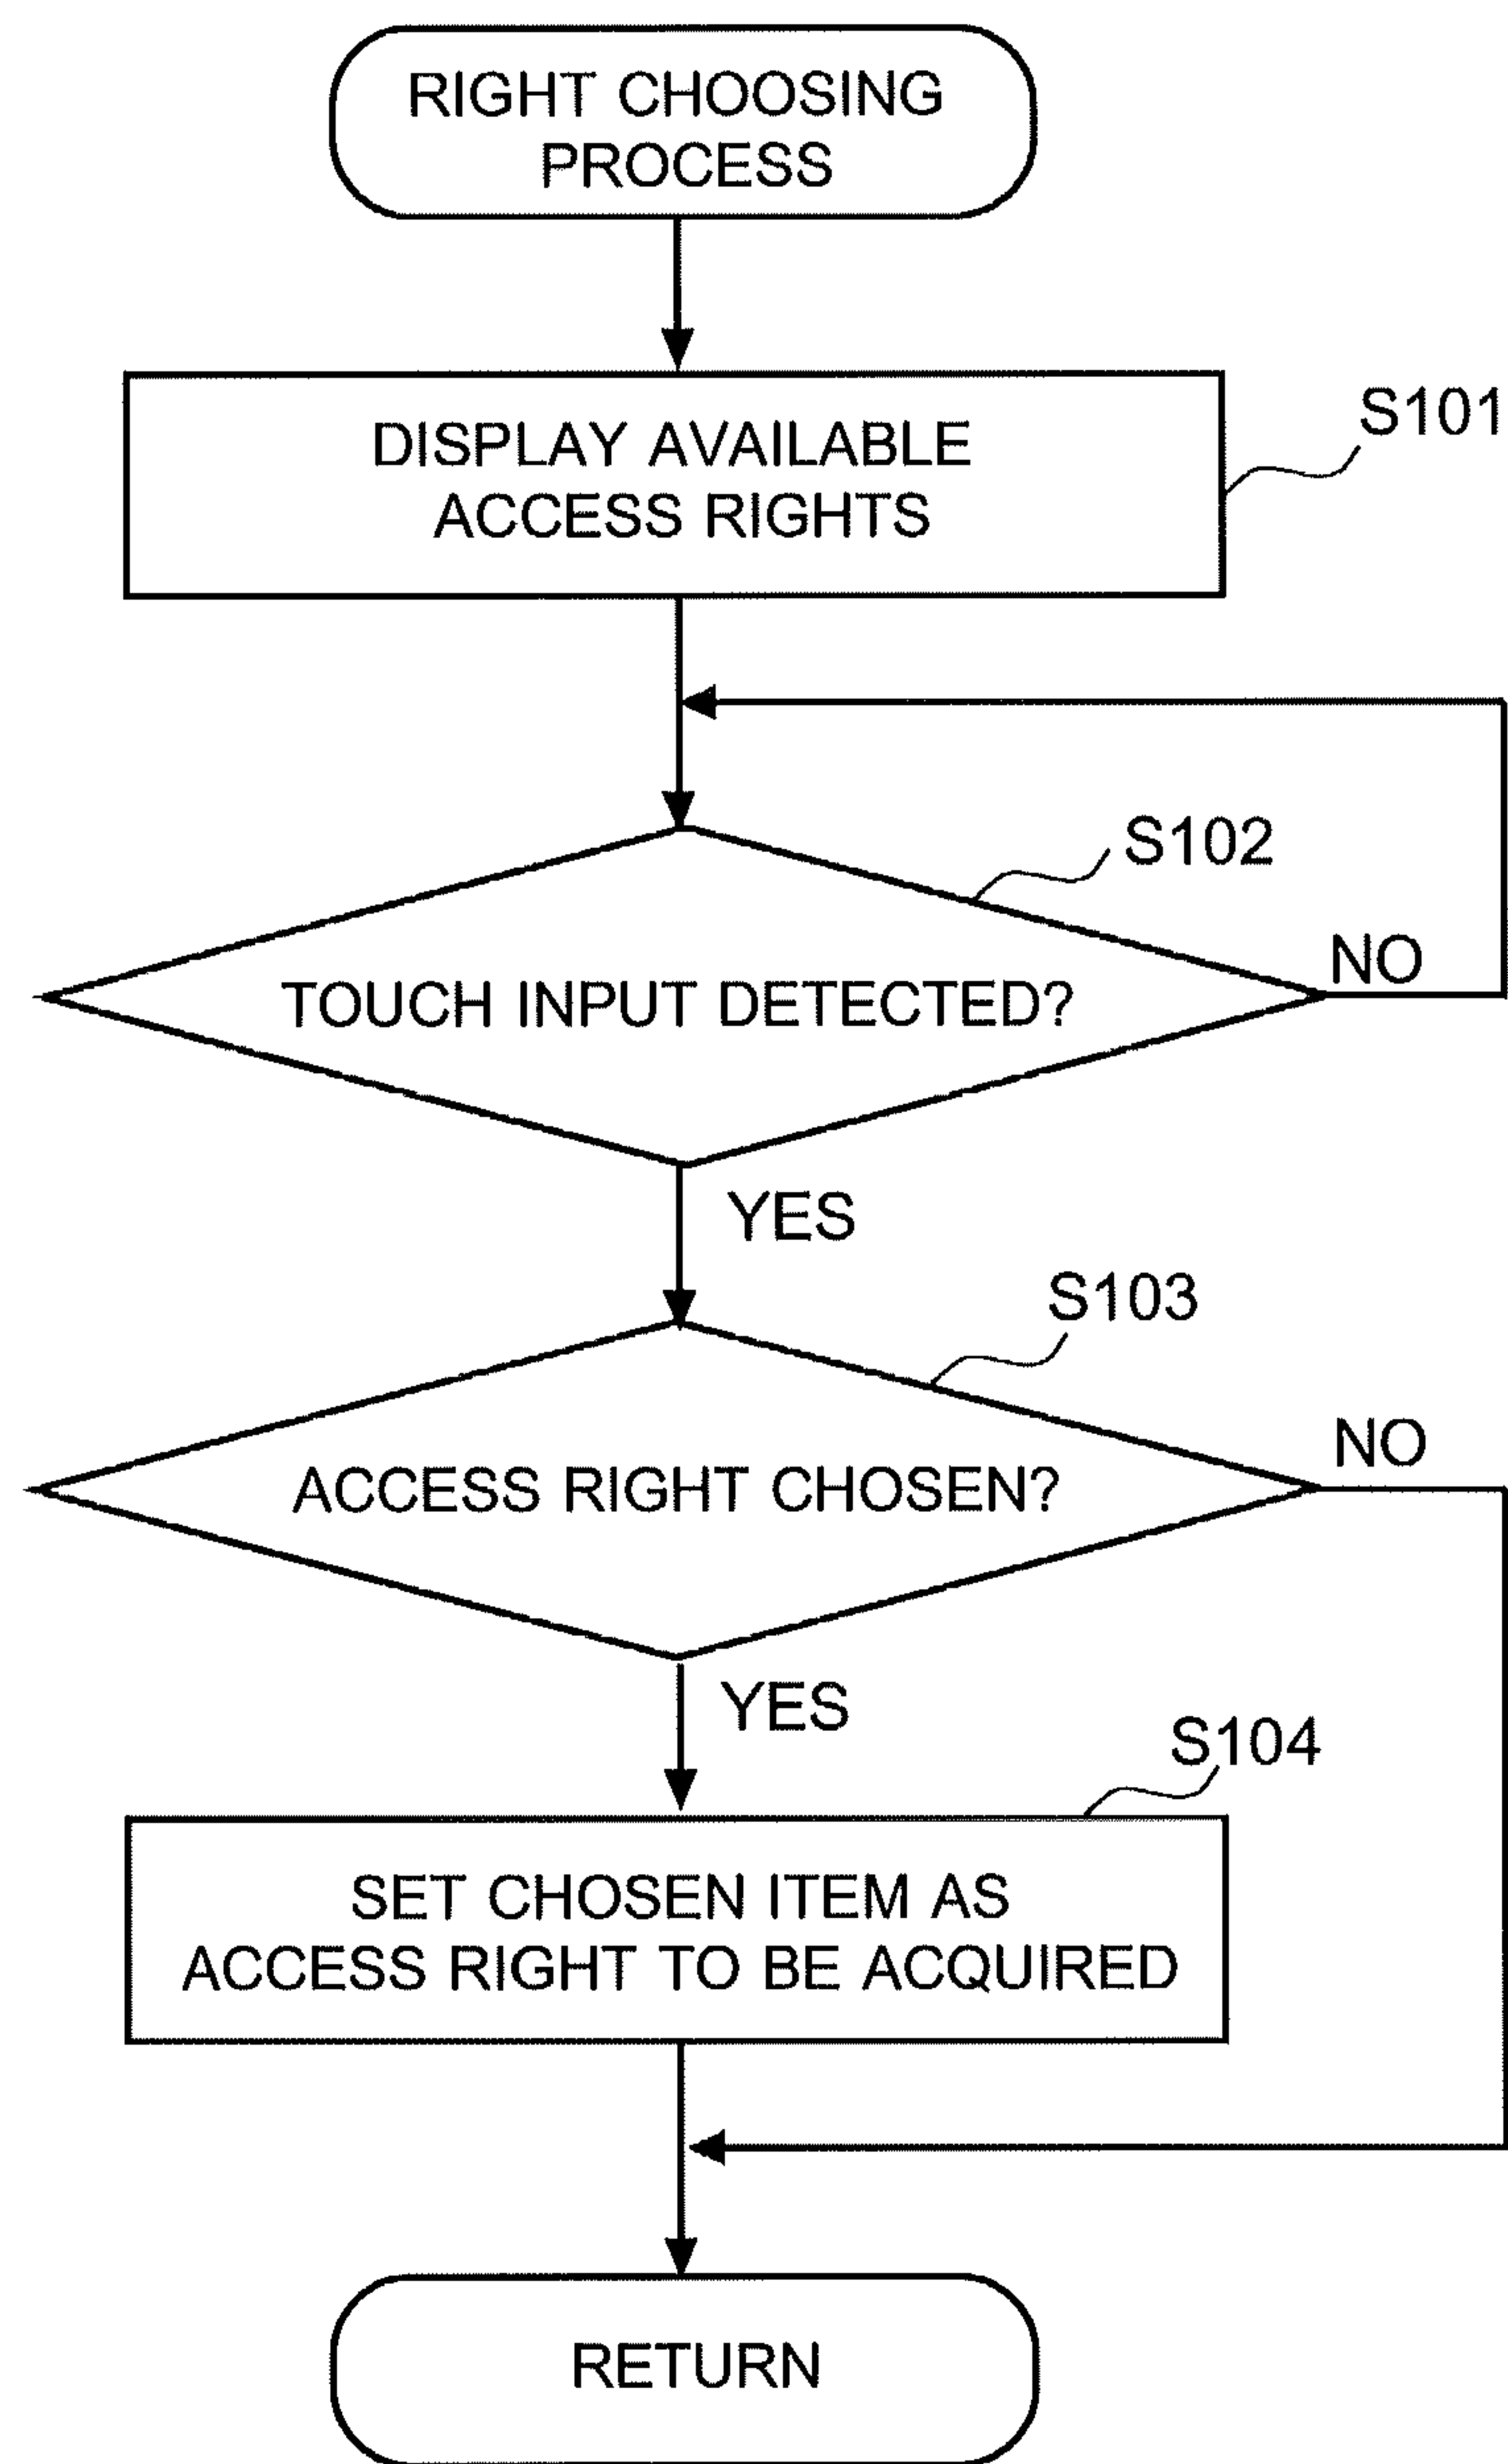 RIGHT CHOOSING
PROCESS
DISPLAY AVAILABLE
ACCESS RIGHTS
S101
S102
TOUCH INPUT DETECTED?
NO
YES
S103
ACCESS RIGHT CHOSEN?
NO
YES
S104
SET CHOSEN ITEM AS
ACCESS RIGHT TO BE ACQUIRED
RETURN